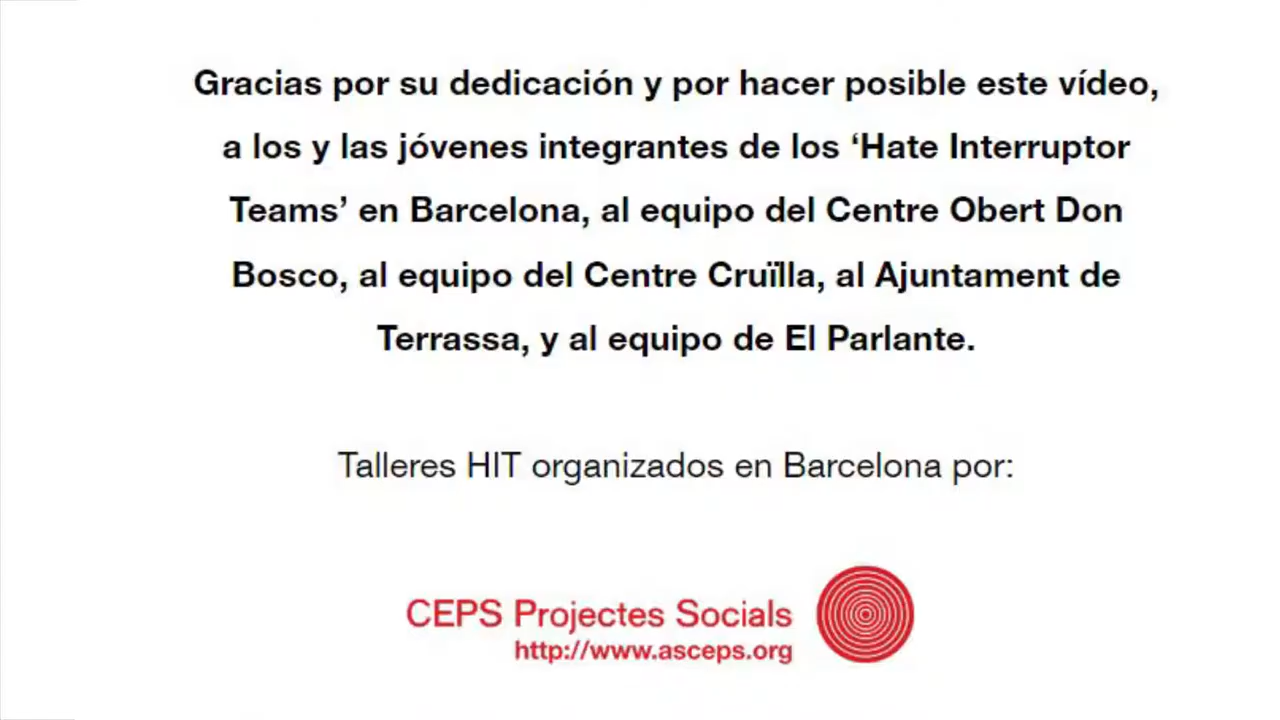 Gracias por su dedicación y por hacer posible este vídeo,
a los y las jóvenes integrantes de los ‘Hate Interruptor
Teams’ en Barcelona, al equipo del Centre Obert Don
Bosco, al equipo del Centre Cruïlla, al Ajuntament de
Terrassa, y al equipo de El Parlante.
Talleres HIT organizados en Barcelona por:
CEPS Projectes Socials
http://www.asceps.org